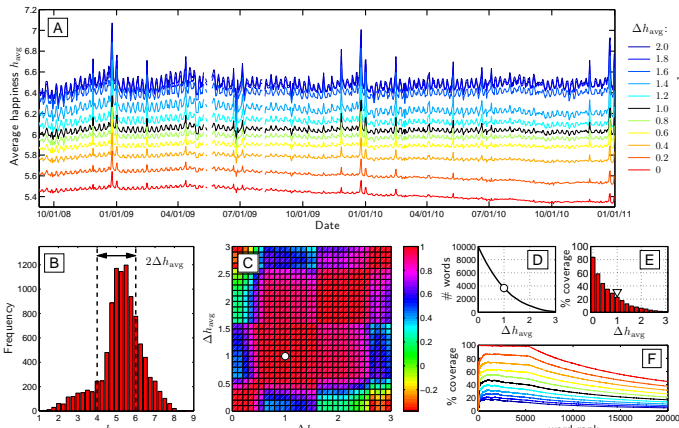 A
Average happiness h_avg
7.2
7
6.8
6.6
6.4
6.2
6
5.8
5.6
5.4
10/01/08 01/01/09 04/01/09 07/01/09 10/01/09 01/01/10 04/01/10 07/01/10 10/01/10 01/01/11
Date
Δh_avg:
2.0
1.8
1.6
1.4
1.2
1.0
0.8
0.6
0.4
0.2
0
B
2Δh_avg
Frequency
1200
1000
800
600
400
200
0
1 2 3 4 5 6 7 8 9
C
Δh_avg
3
2.5
2
1.5
1
0.5
0
0 0.5 1 1.5 2 2.5 3
1
0.8
0.6
0.4
0.2
0
−0.2
−0.4
D
# words
10000
8000
6000
4000
2000
0
0 1 2 3
Δh_avg
E
% coverage
100
80
60
40
20
0
0 1 2 3
Δh_avg
F
% coverage
100
80
60
40
20
0
0 5000 10000 15000 20000